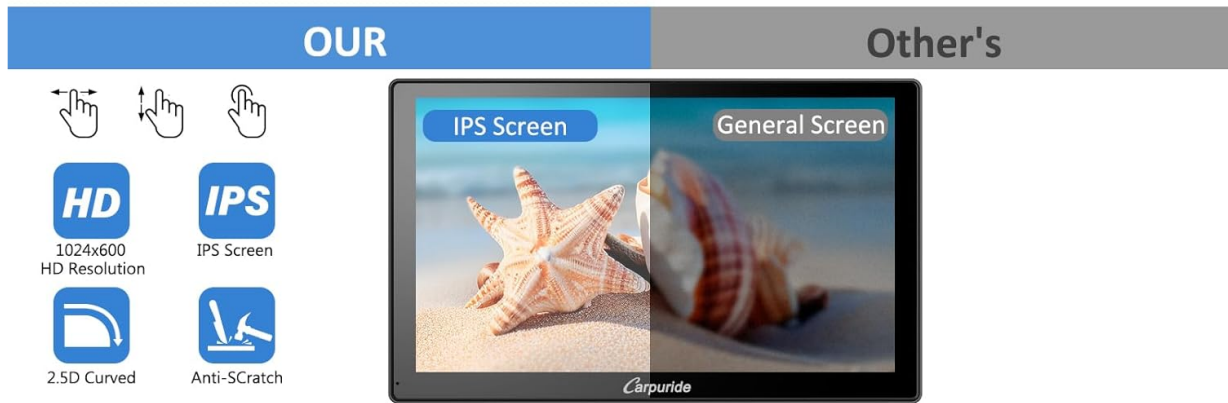 OUR
Other's
IPS Screen
General Screen
HD
IPS
1024x600
HD Resolution
IPS Screen
2.5D Curved
Anti-SCratch
Carpuride